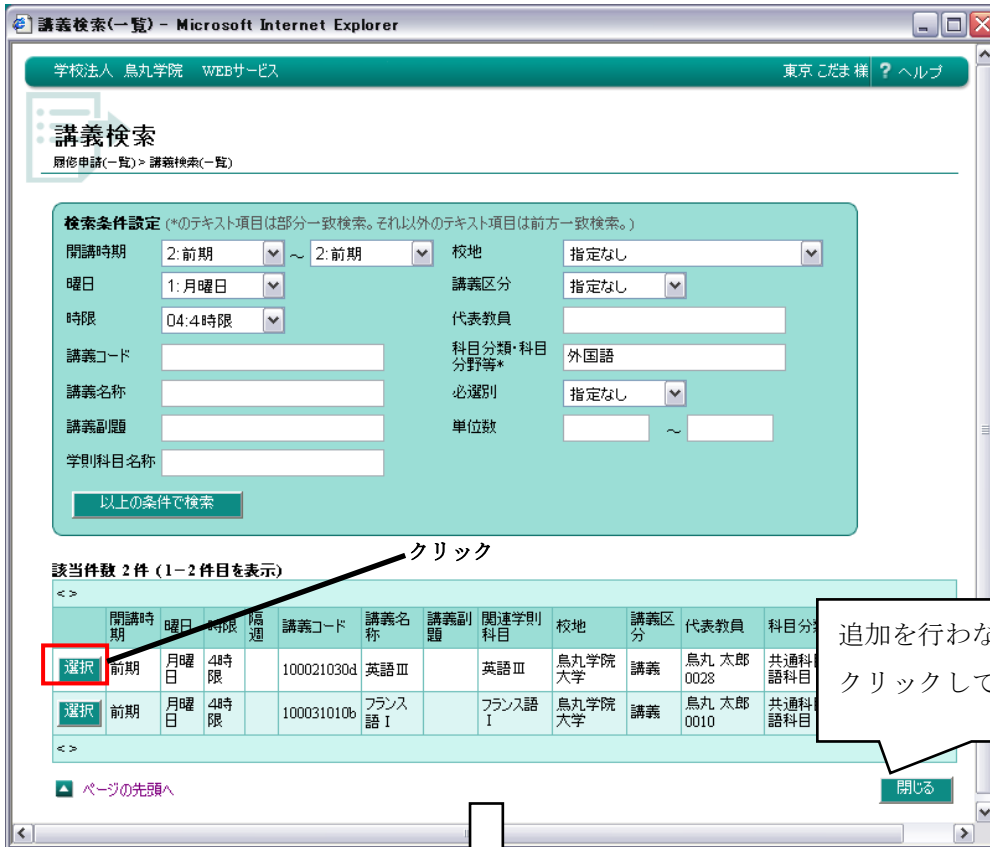 講義検索(一覧) - Microsoft Internet Explorer
学校法人 烏丸学院 WEBサービス 東京 こだま 様 ? ヘルプ
講義検索
履修申請(一覧) > 講義検索(一覧)
検索条件設定 (*のテキスト項目は部分一致検索。それ以外のテキスト項目は前方一致検索。)
開講時期 2:前期 ～ 2:前期 校地 指定なし
曜日 1:月曜日 講義区分 指定なし
時限 04:4時限 代表教員
講義コード 科目分類・科目分野等* 外国語
講義名称 必選別 指定なし
講義副題 単位数 ～
学則科目名称
以上の条件で検索
クリック
該当件数 2件 (1-2件目を表示)
< >
開講時期 曜日 時限 隔週 講義コード 講義名称 講義副題 関連学則科目 校地 講義区分 代表教員 科目分
選択 前期 月曜日 4時限 100021030d 英語Ⅲ 英語Ⅲ 烏丸学院大学 講義 烏丸 太郎 0028 共通科 語科目
選択 前期 月曜日 4時限 100031010b フランス語Ⅰ フランス語Ⅰ 烏丸学院大学 講義 烏丸 太郎 0010 共通科 語科目
< >
追加を行わな
クリックして
ページの先頭へ 閉じる